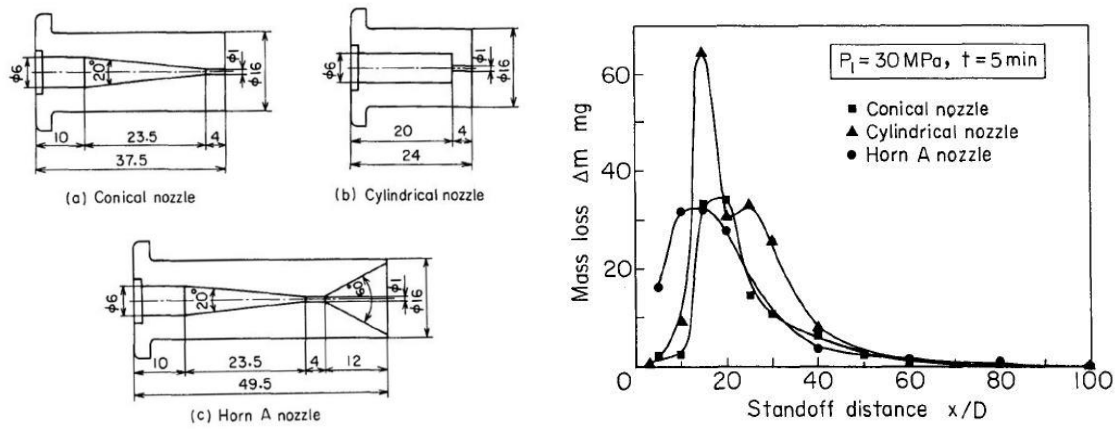 φ6
20°
φ1
φ16
10
23.5
4
37.5
(a) Conical nozzle
φ6
φ1
φ16
20
4
24
(b) Cylindrical nozzle
φ6
20°
60°
φ1
φ16
10
23.5
4
12
49.5
(c) Horn A nozzle
P₁ = 30 MPa, t = 5 min
Conical nozzle
Cylindrical nozzle
Horn A nozzle
Mass loss Δm mg
60
40
20
0
20
40
60
80
100
Standoff distance x/D